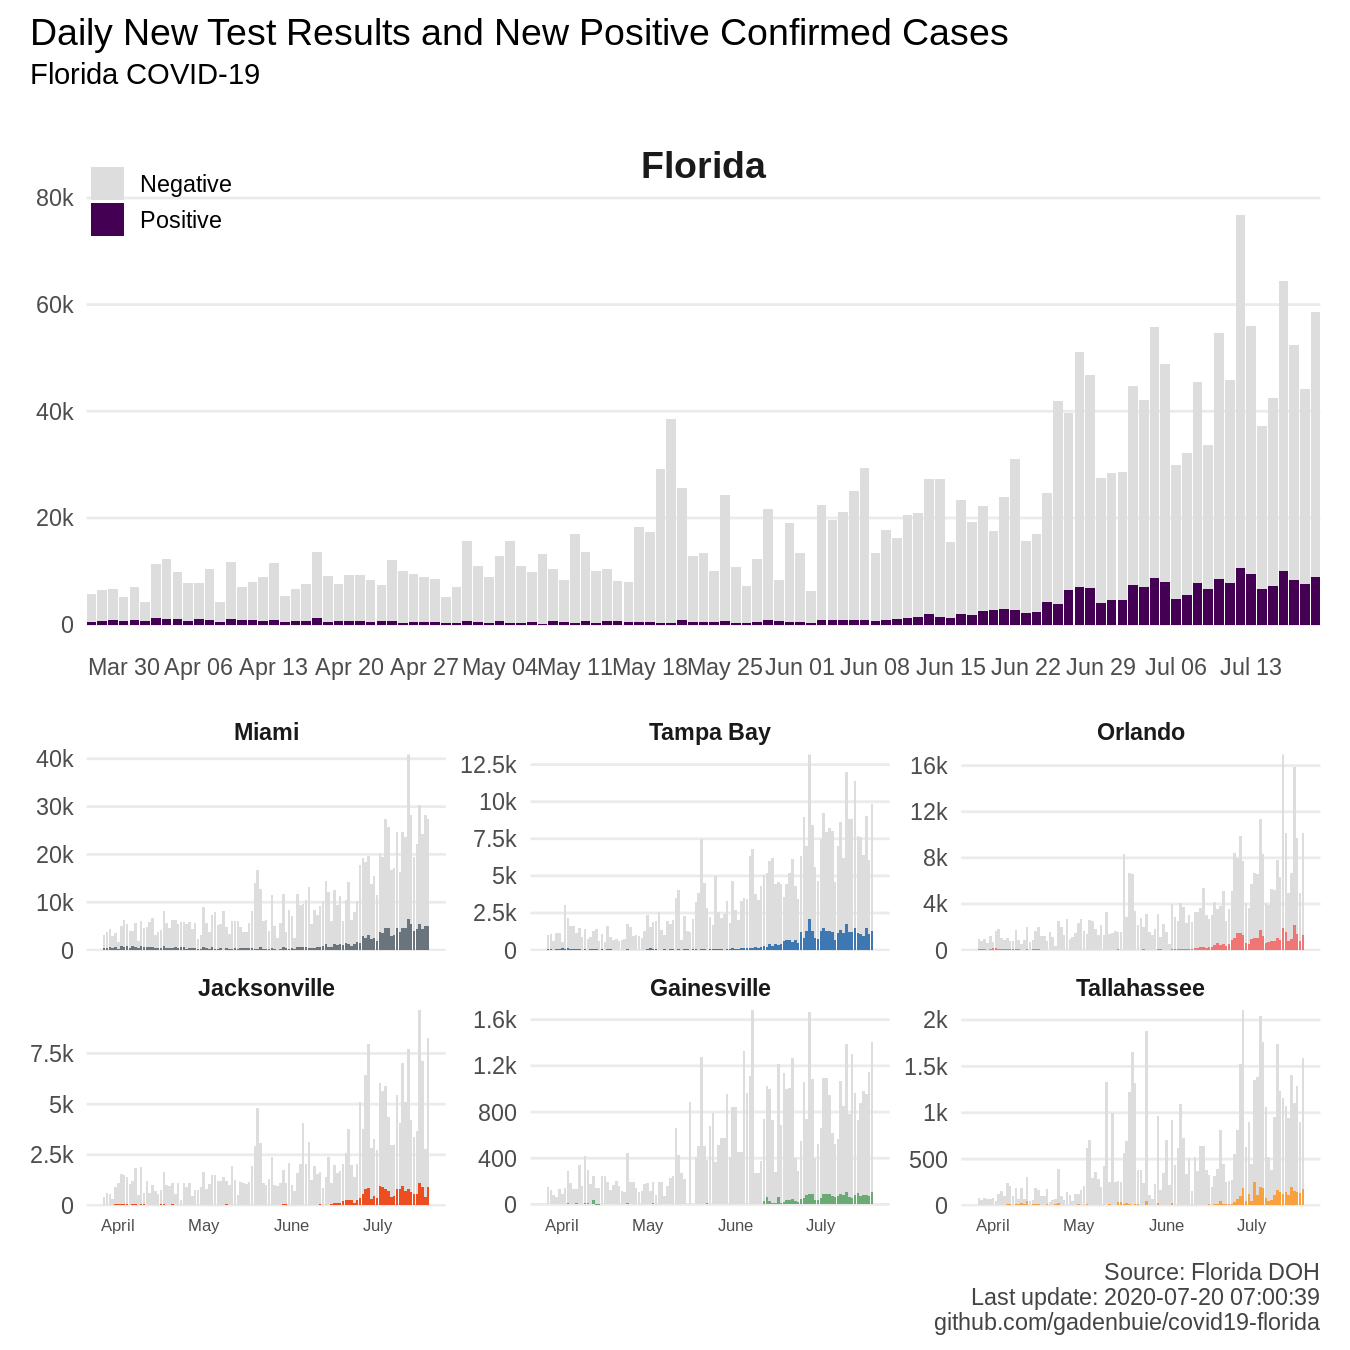 Daily New Test Results and New Positive Confirmed Cases
Florida COVID-19
Florida
Negative
Positive
80k
60k
40k
20k
0
Mar 30 Apr 06 Apr 13 Apr 20 Apr 27 May 04 May 11 May 18 May 25 Jun 01 Jun 08 Jun 15 Jun 22 Jun 29 Jul 06 Jul 13
Miami
40k
30k
20k
10k
0
Tampa Bay
12.5k
10k
7.5k
5k
2.5k
0
Orlando
16k
12k
8k
4k
0
Jacksonville
7.5k
5k
2.5k
0
April May June July
Gainesville
1.6k
1.2k
800
400
0
April May June July
Tallahassee
2k
1.5k
1k
500
0
April May June July
Source: Florida DOH
Last update: 2020-07-20 07:00:39
github.com/gadenbuie/covid19-florida